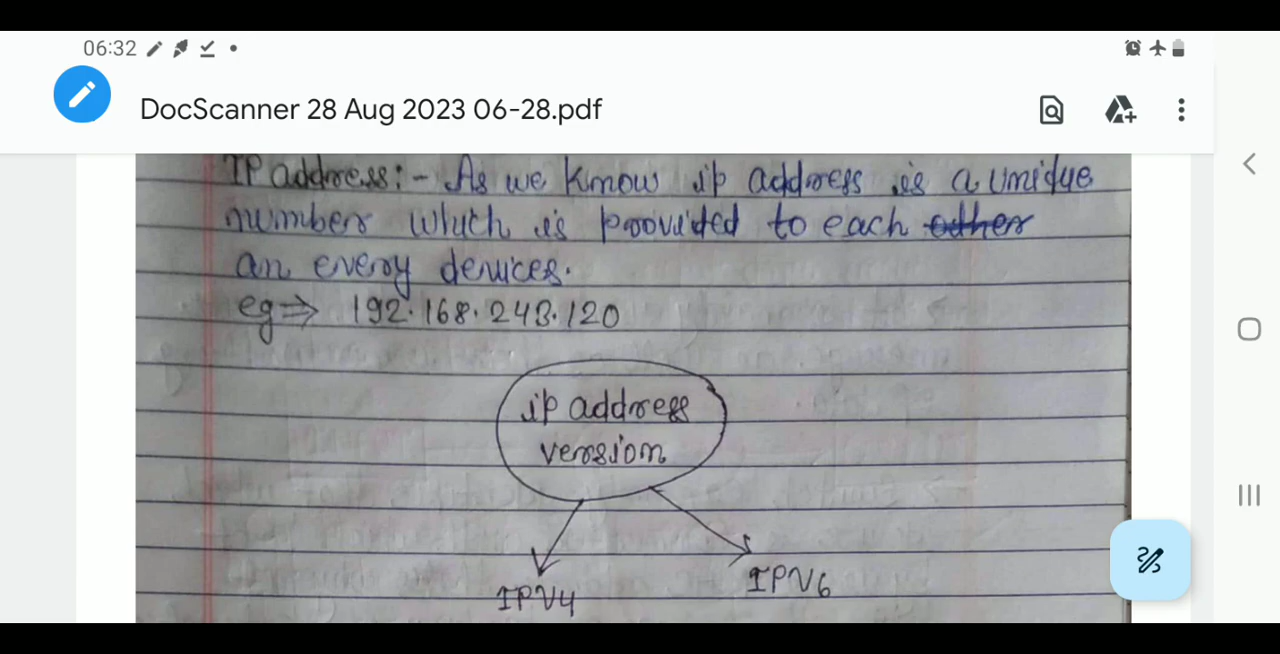 06:32
DocScanner 28 Aug 2023 06-28.pdf
IP address:- As we know ip address is a unique
number which is provided to each other
an every devices.
eg⇒ 192.168.243.120
ip address
version
IPV4
IPV6